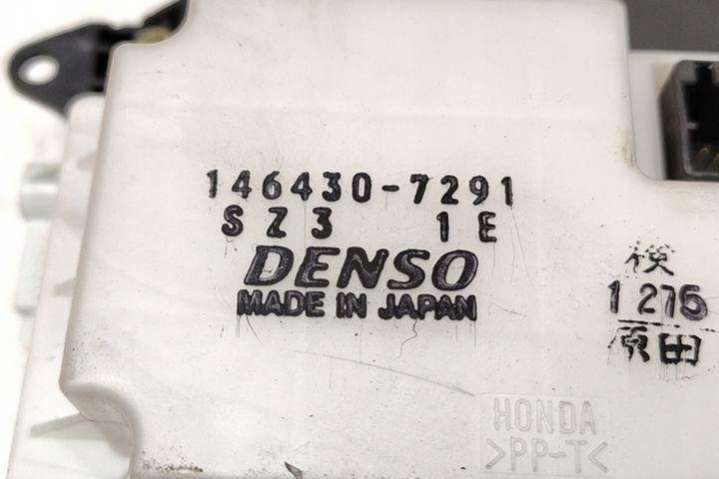 146430-7291
SZ3 1E
DENSO
MADE IN JAPAN
検
1 275
原田
HONDA
>PP-T<